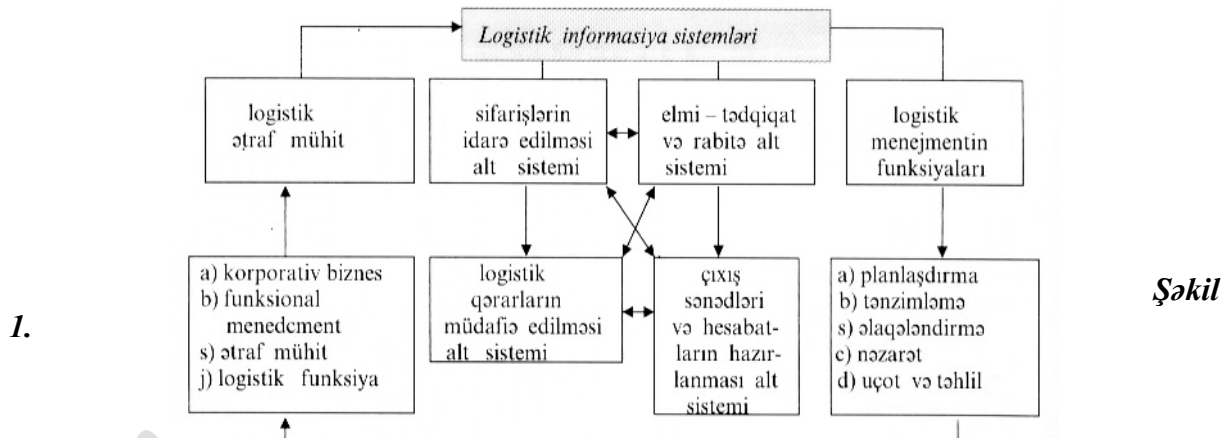 Logistik informasiya sistemləri
logistik
ətraf mühit
sifarişlərin
idarə edilməsi
alt sistemi
elmi – tədqiqat
və rabitə alt
sistemi
logistik
menejmentin
funksiyaları
a) korporativ biznes
b) funksional
menedcment
s) ətraf mühit
j) logistik funksiya
logistik
qərarların
müdafiə edilməsi
alt sistemi
çıxış
sənədləri
və hesabat-
ların hazır-
lanması alt
sistemi
a) planlaşdırma
b) tənzimləmə
s) əlaqələndirmə
c) nəzarət
d) uçot və təhlil
Şəkil
1.